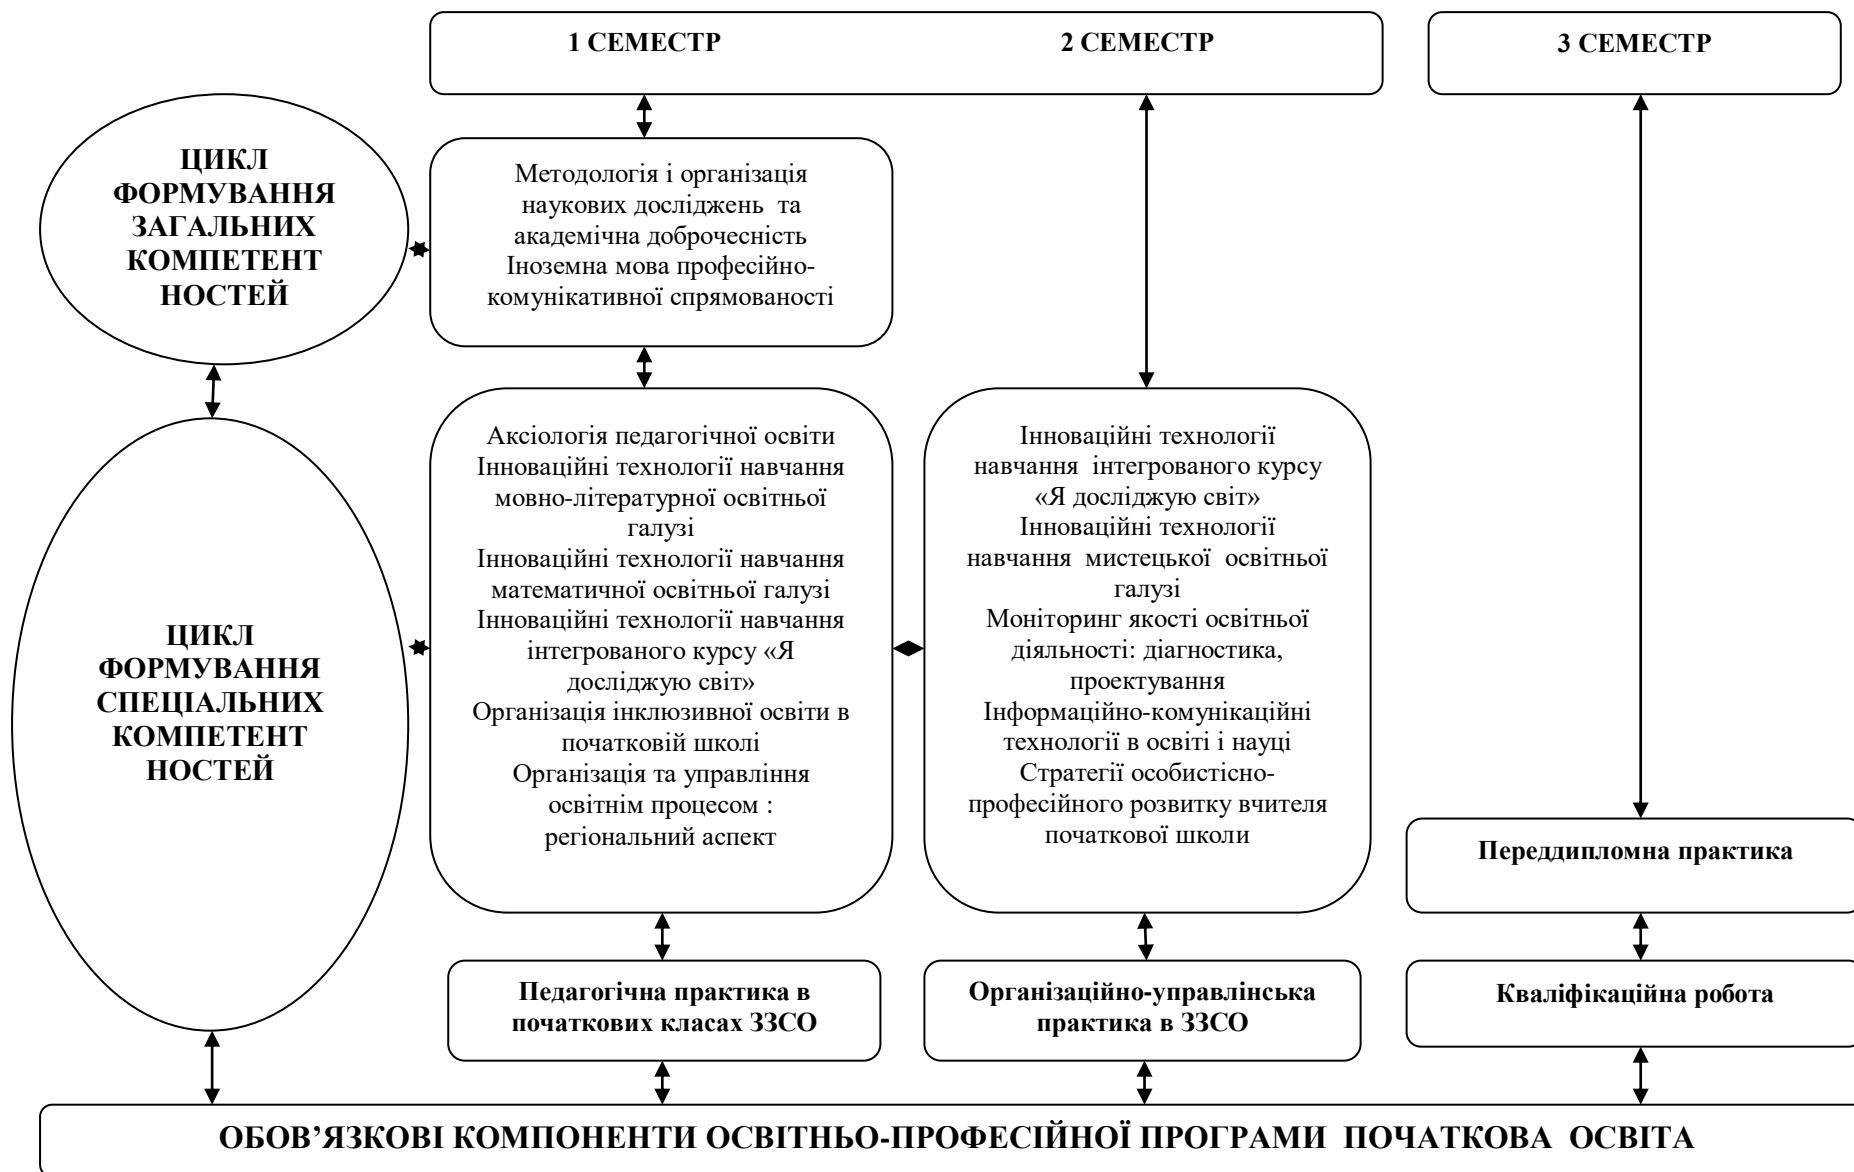 1 СЕМЕСТР
2 СЕМЕСТР
3 СЕМЕСТР
ЦИКЛ
ФОРМУВАННЯ
ЗАГАЛЬНИХ
КОМПЕТЕНТ
НОСТЕЙ
Методологія і організація
наукових досліджень та
академічна доброчесність
Іноземна мова професійно-
комунікативної спрямованості
ЦИКЛ
ФОРМУВАННЯ
СПЕЦІАЛЬНИХ
КОМПЕТЕНТ
НОСТЕЙ
Аксіологія педагогічної освіти
Інноваційні технології навчання
мовно-літературної освітньої
галузі
Інноваційні технології навчання
математичної освітньої галузі
Інноваційні технології навчання
інтегрованого курсу «Я
досліджую світ»
Організація інклюзивної освіти в
початковій школі
Організація та управління
освітнім процесом :
регіональний аспект
Інноваційні технології
навчання інтегрованого курсу
«Я досліджую світ»
Інноваційні технології
навчання мистецької освітньої
галузі
Моніторинг якості освітньої
діяльності: діагностика,
проектування
Інформаційно-комунікаційні
технології в освіті і науці
Стратегії особистісно-
професійного розвитку вчителя
початкової школи
Переддипломна практика
Педагогічна практика в
початкових класах ЗЗСО
Організаційно-управлінська
практика в ЗЗСО
Кваліфікаційна робота
ОБОВ’ЯЗКОВІ КОМПОНЕНТИ ОСВІТНЬО-ПРОФЕСІЙНОЇ ПРОГРАМИ ПОЧАТКОВА ОСВІТА